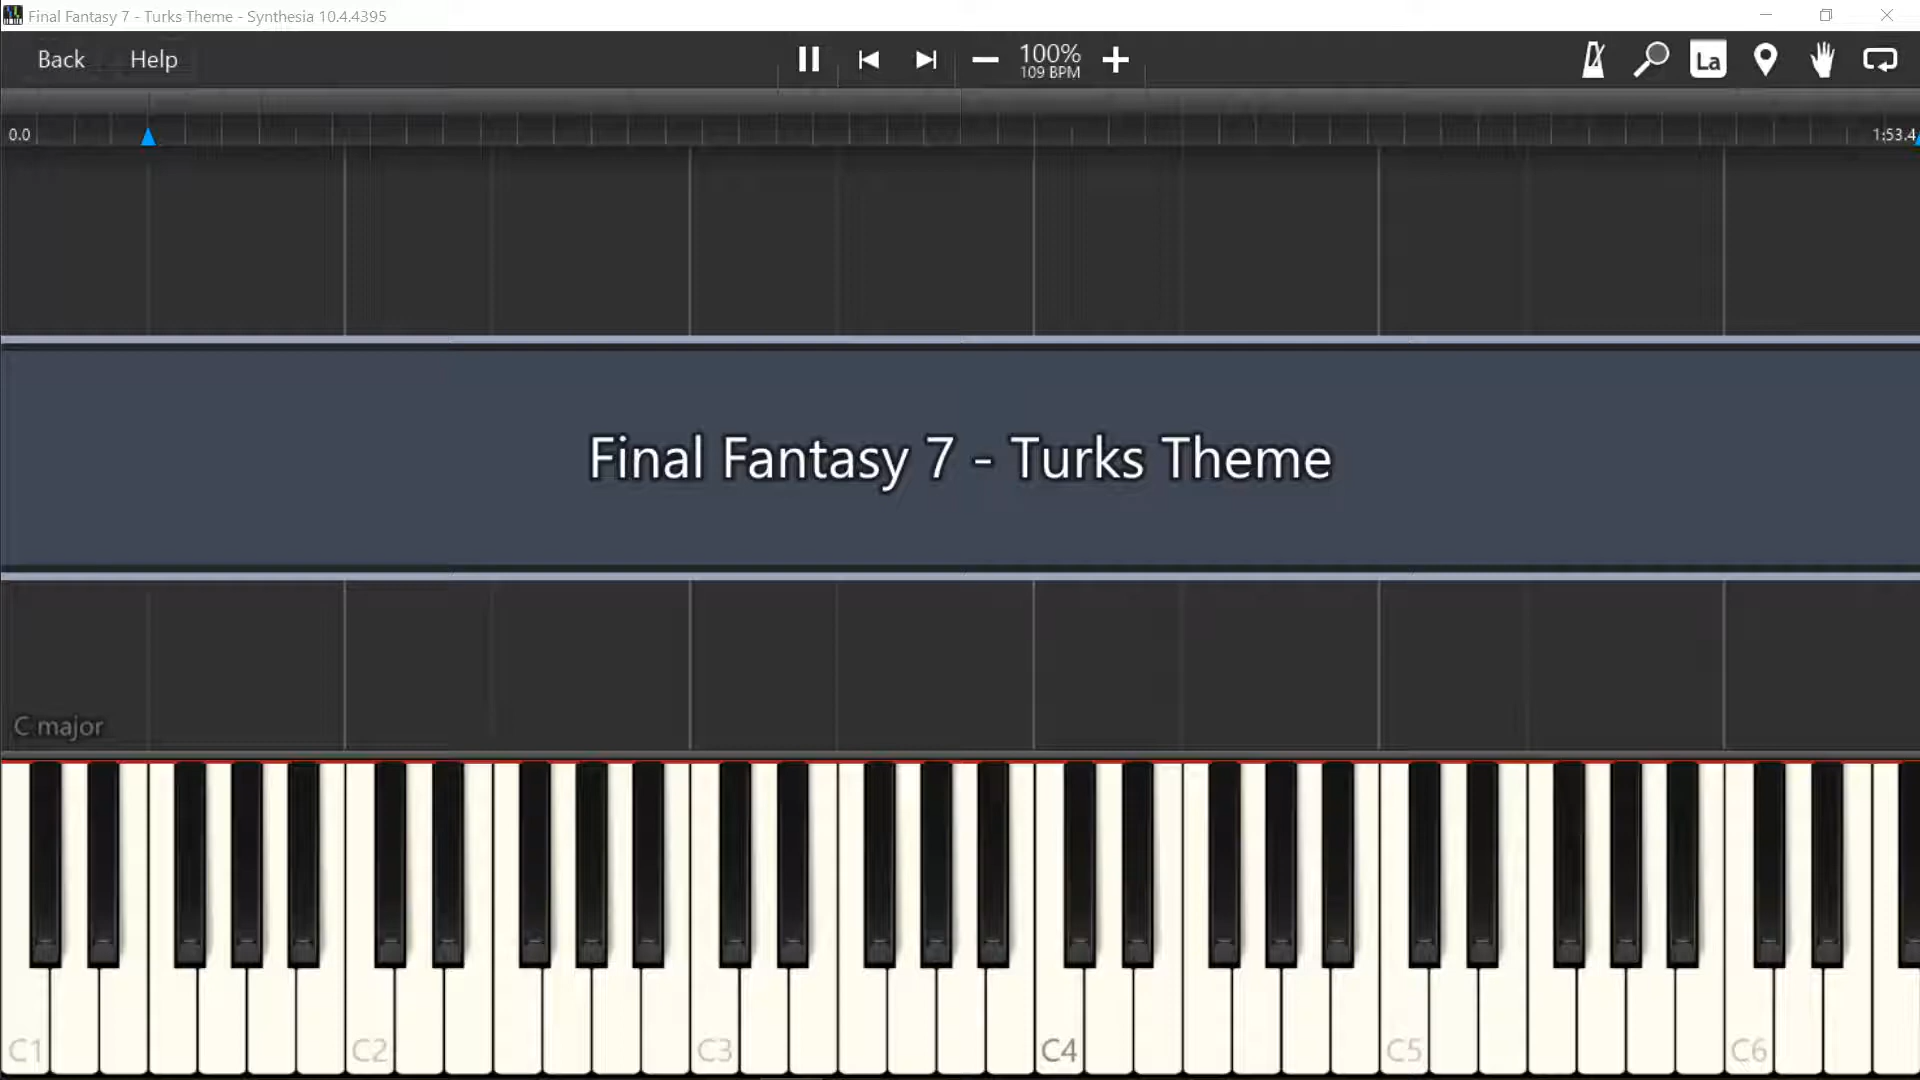 Final Fantasy 7 - Turks Theme - Synthesia 10.4.4395
Back Help 100% La
109 BPM
0.0 1:53.4
Final Fantasy 7 - Turks Theme
C major
C1 C2 C3 C4 C5 C6